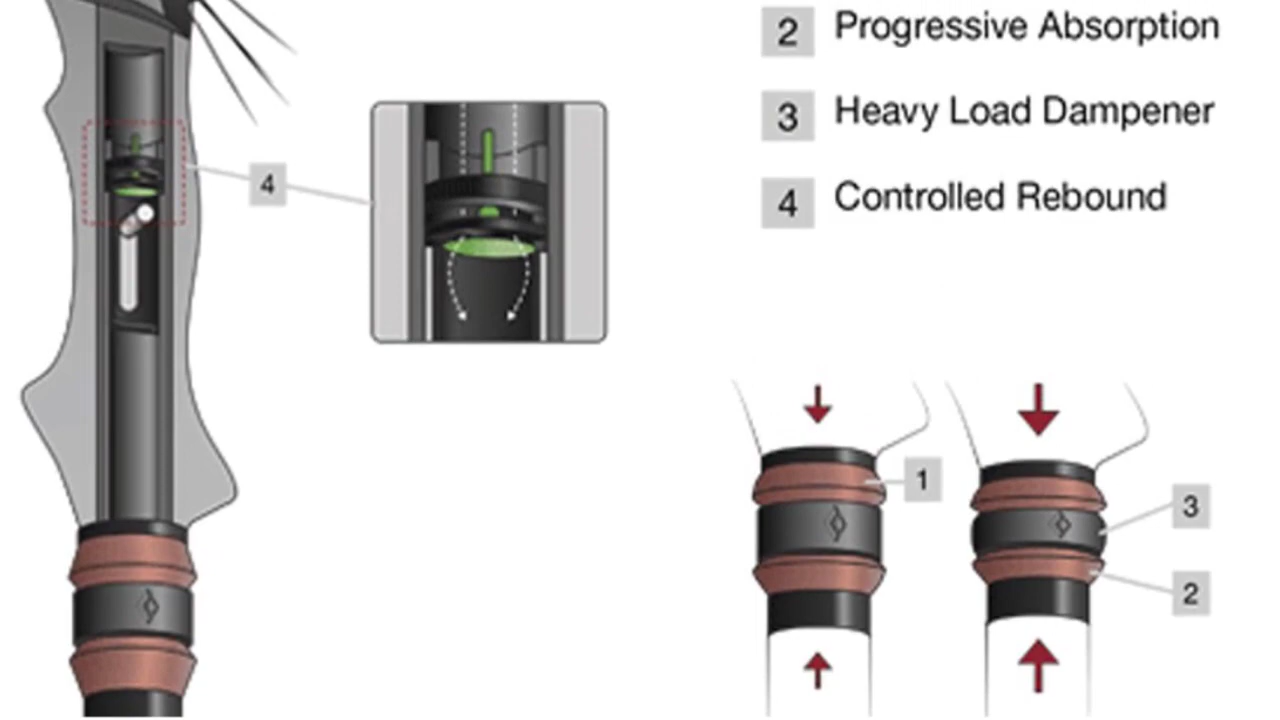 2 Progressive Absorption
3 Heavy Load Dampener
4 Controlled Rebound
4
1
3
2